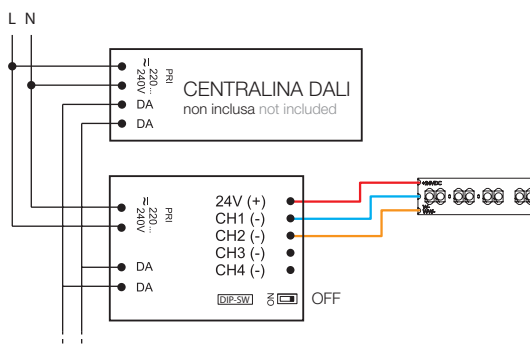 L N
PRI
≂ 220... 240V
DA
DA
CENTRALINA DALI
non inclusa not included
PRI
≂ 220... 240V
DA
DA
24V (+)
CH1 (-)
CH2 (-)
CH3 (-)
CH4 (-)
DIP-SW ON OFF
+24VDC